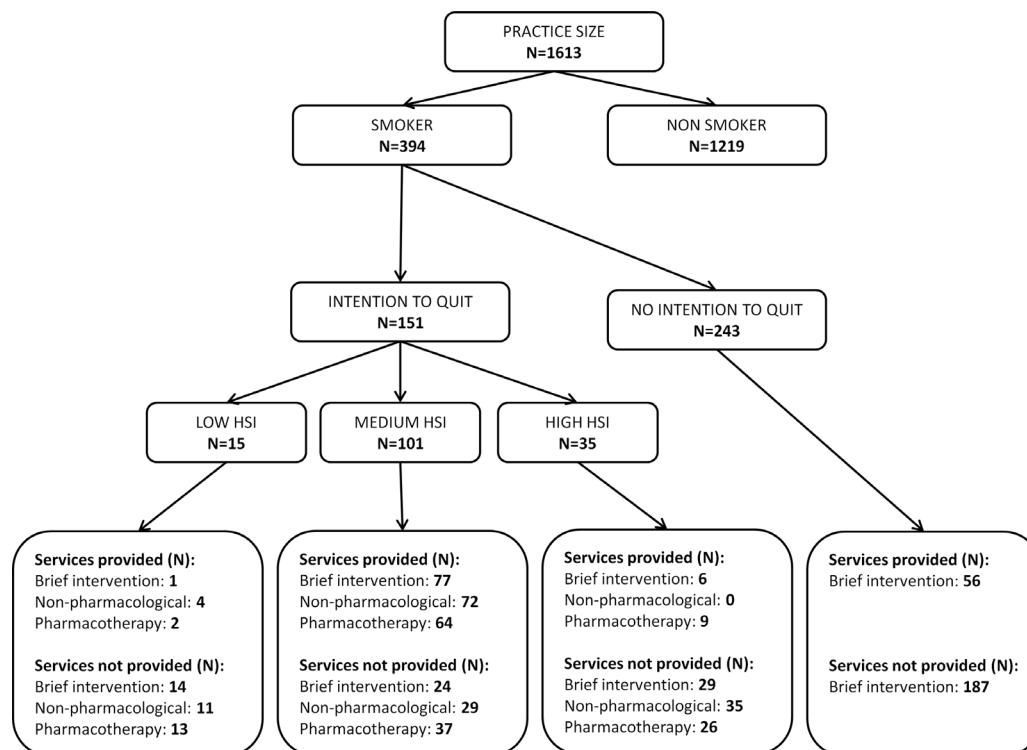 PRACTICE SIZE
N=1613
SMOKER
N=394
NON SMOKER
N=1219
INTENTION TO QUIT
N=151
NO INTENTION TO QUIT
N=243
LOW HSI
N=15
MEDIUM HSI
N=101
HIGH HSI
N=35
Services provided (N):
Brief intervention: 1
Non-pharmacological: 4
Pharmacotherapy: 2
Services not provided (N):
Brief intervention: 14
Non-pharmacological: 11
Pharmacotherapy: 13
Services provided (N):
Brief intervention: 77
Non-pharmacological: 72
Pharmacotherapy: 64
Services not provided (N):
Brief intervention: 24
Non-pharmacological: 29
Pharmacotherapy: 37
Services provided (N):
Brief intervention: 6
Non-pharmacological: 0
Pharmacotherapy: 9
Services not provided (N):
Brief intervention: 29
Non-pharmacological: 35
Pharmacotherapy: 26
Services provided (N):
Brief intervention: 56
Services not provided (N):
Brief intervention: 187